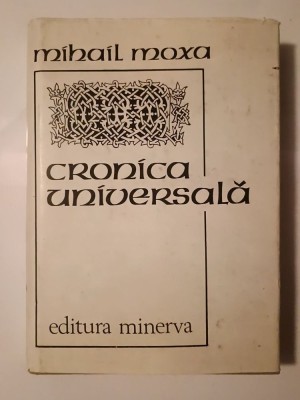 mihail moxa
cronica
universală
editura minerva